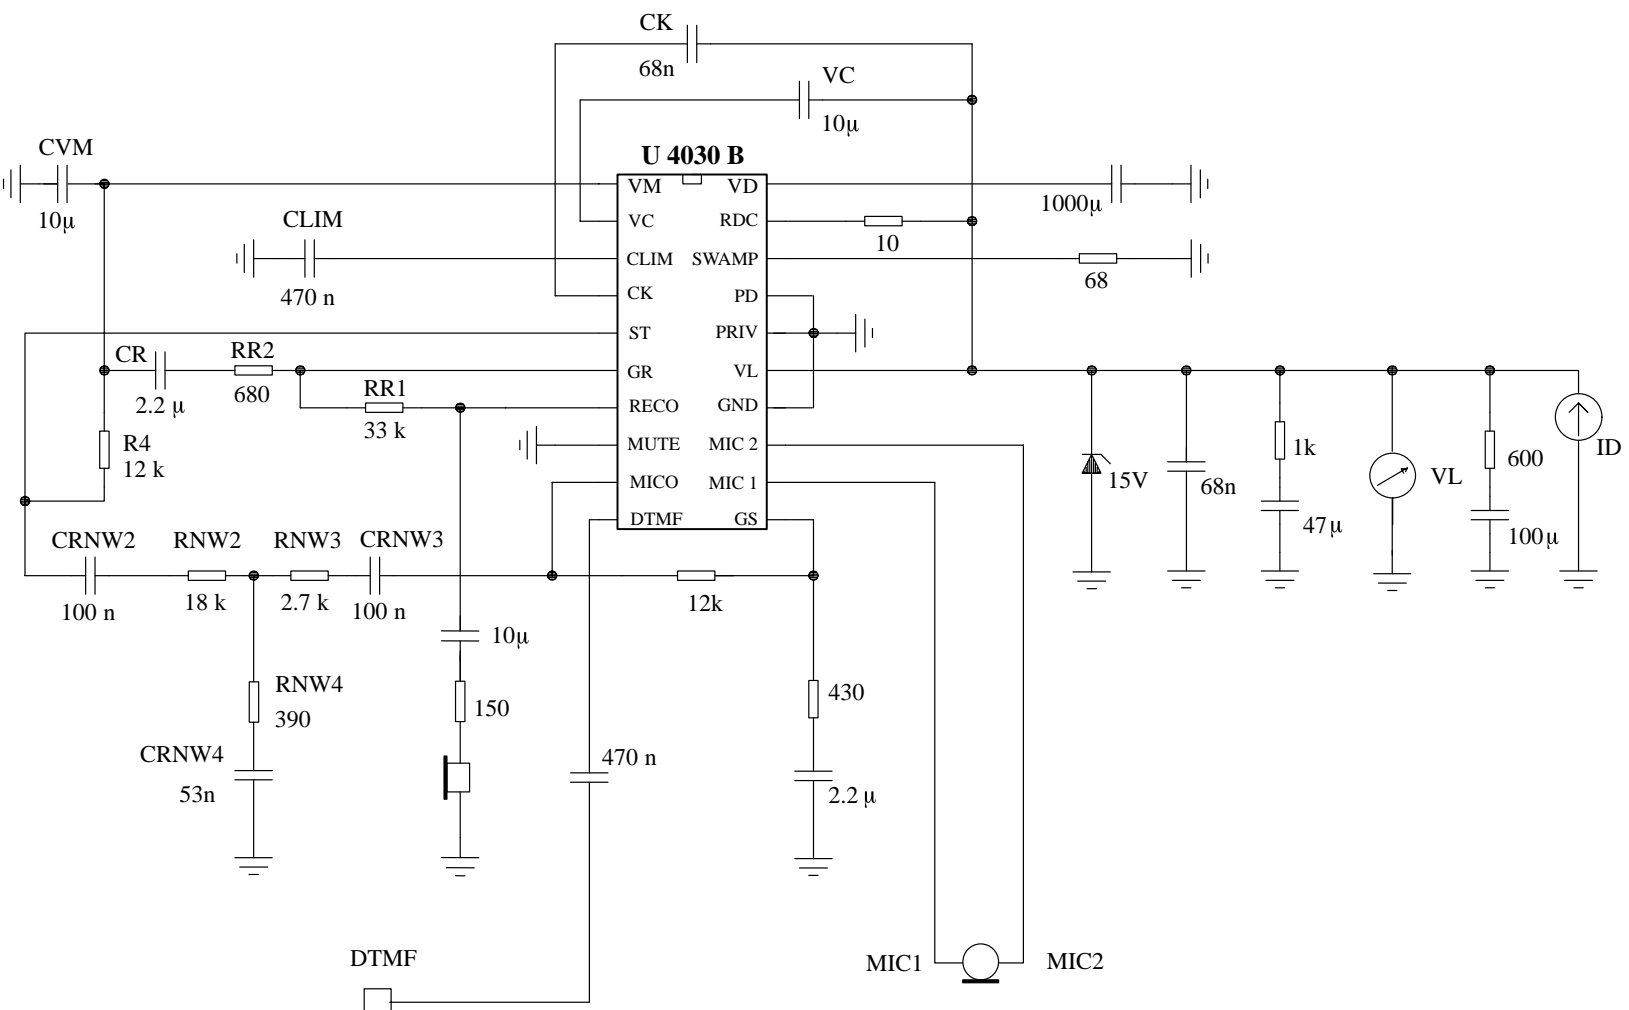 CK
68n
VC
10µ
U 4030 B
CVM
10µ
VM VD
1000µ
VC RDC
10
CLIM
470 n
CLIM SWAMP
68
CK PD
ST PRIV
CR
2.2 µ
RR2
680
GR VL
RR1
33 k
RECO GND
R4
12 k
MUTE MIC 2
MICO MIC 1
DTMF GS
15V
68n
1k
47µ
VL
600
100µ
ID
CRNW2
100 n
RNW2
18 k
RNW3
2.7 k
CRNW3
100 n
12k
10µ
RNW4
390
150
430
CRNW4
53n
470 n
2.2 µ
DTMF
MIC1
MIC2